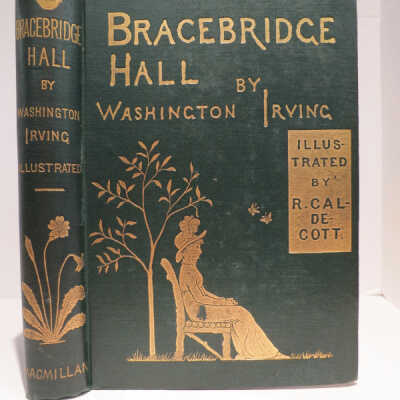 BRACEBRIDGE
HALL
BY
WASHINGTON
IRVING
ILLUSTRATED
MACMILLAN
BRACEBRIDGE
HALL
BY
WASHINGTON IRVING
ILLUS-
TRATED
BY
R. CAL-
DE-
COTT.